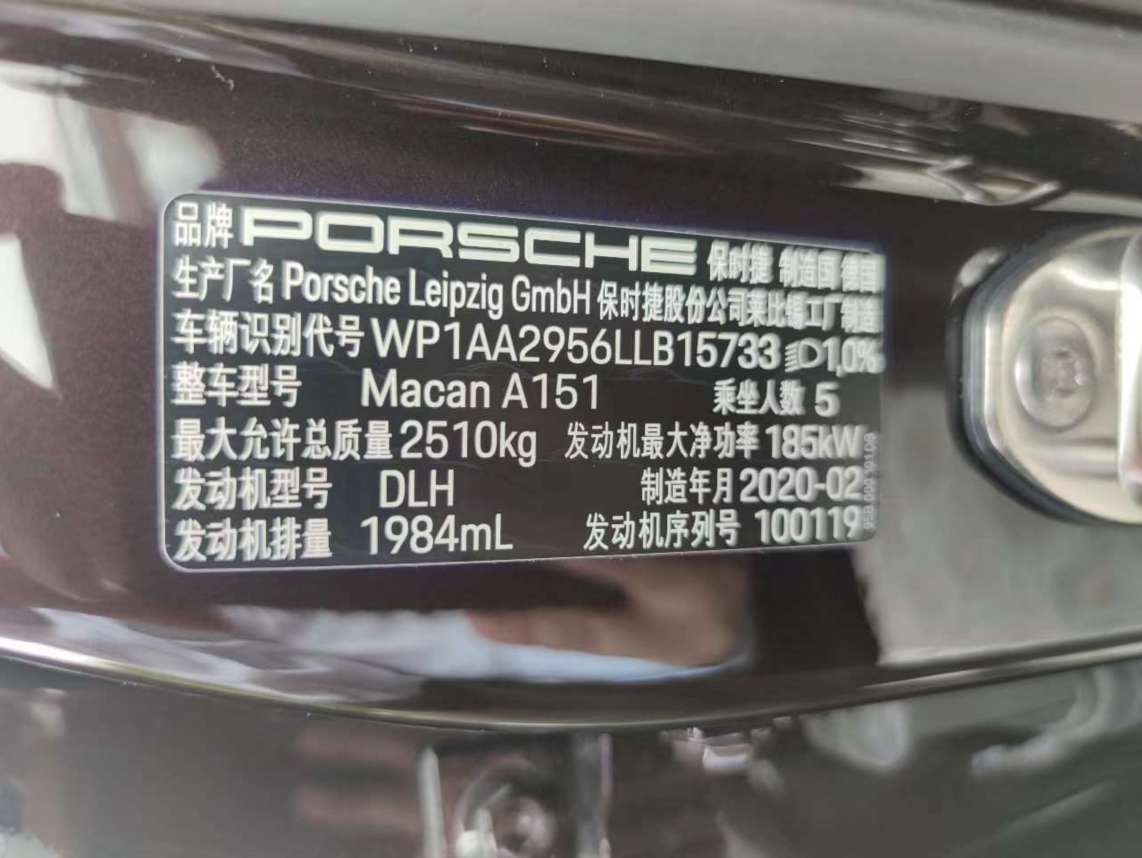 品牌 PORSCHE 保时捷 制造国 德国
生产厂名 Porsche Leipzig GmbH 保时捷股份公司莱比锡工厂制造
车辆识别代号 WP1AA2956LLB15733 1,0%
整车型号 Macan A151 乘坐人数 5
最大允许总质量 2510kg 发动机最大净功率 185kW
发动机型号 DLH 制造年月 2020-02
发动机排量 1984mL 发动机序列号 100119